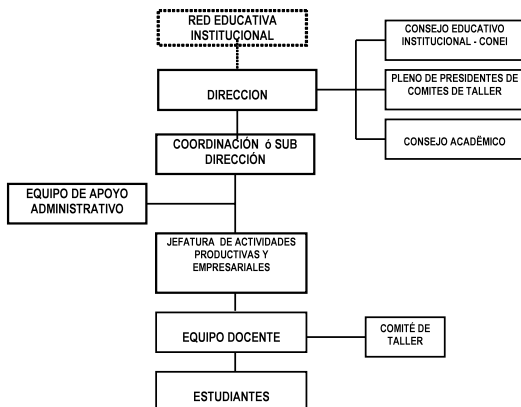 RED EDUCATIVA
INSTITUCIONAL
CONSEJO EDUCATIVO
INSTITUCIONAL - CONEI
DIRECCION
PLENO DE PRESIDENTES DE
COMITES DE TALLER
CONSEJO ACADËMICO
COORDINACIÓN ó SUB
DIRECCIÓN
EQUIPO DE APOYO
ADMINISTRATIVO
JEFATURA DE ACTIVIDADES
PRODUCTIVAS Y
EMPRESARIALES
EQUIPO DOCENTE
COMITÉ DE
TALLER
ESTUDIANTES